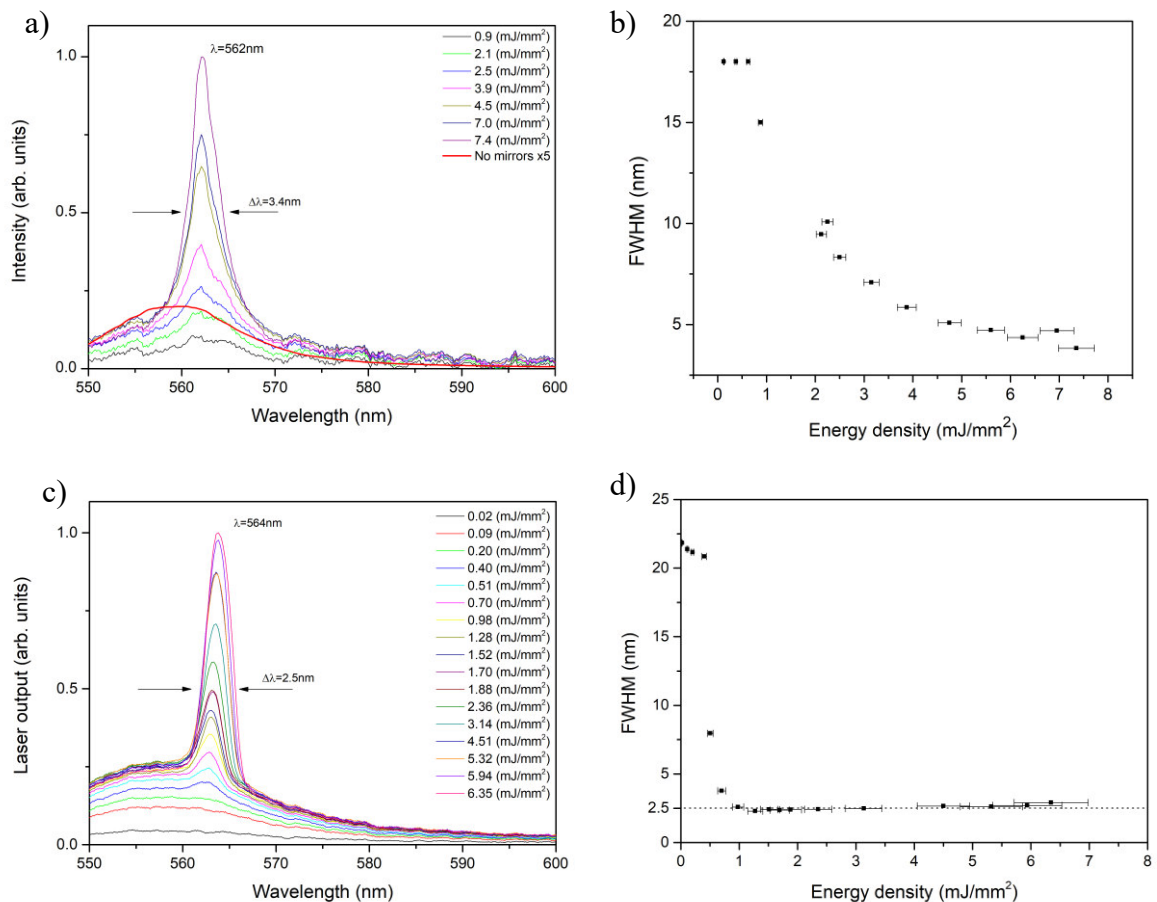 a)
λ=562nm
0.9 (mJ/mm²)
2.1 (mJ/mm²)
2.5 (mJ/mm²)
3.9 (mJ/mm²)
4.5 (mJ/mm²)
7.0 (mJ/mm²)
7.4 (mJ/mm²)
No mirrors x5
Δλ=3.4nm
1.0
0.5
0.0
Intensity (arb. units)
550 560 570 580 590 600
Wavelength (nm)
b)
20
15
10
5
FWHM (nm)
0 1 2 3 4 5 6 7 8
Energy density (mJ/mm²)
c)
λ=564nm
0.02 (mJ/mm²)
0.09 (mJ/mm²)
0.20 (mJ/mm²)
0.40 (mJ/mm²)
0.51 (mJ/mm²)
0.70 (mJ/mm²)
0.98 (mJ/mm²)
1.28 (mJ/mm²)
1.52 (mJ/mm²)
1.70 (mJ/mm²)
1.88 (mJ/mm²)
2.36 (mJ/mm²)
3.14 (mJ/mm²)
4.51 (mJ/mm²)
5.32 (mJ/mm²)
5.94 (mJ/mm²)
6.35 (mJ/mm²)
Δλ=2.5nm
1.0
0.5
0.0
Laser output (arb. units)
550 560 570 580 590 600
Wavelength (nm)
d)
25
20
15
10
5
2.5
0
FWHM (nm)
0 1 2 3 4 5 6 7 8
Energy density (mJ/mm²)